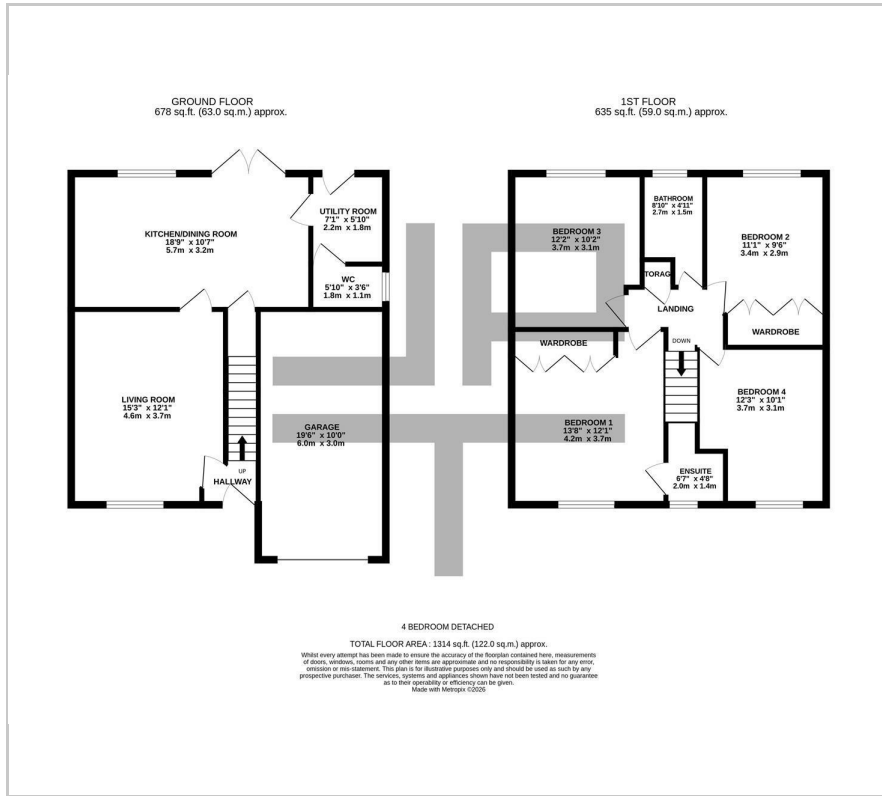 GROUND FLOOR
678 sq.ft. (63.0 sq.m.) approx.
KITCHEN/DINING ROOM
18'9" x 10'7"
5.7m x 3.2m
UTILITY ROOM
7'1" x 5'10"
2.2m x 1.8m
WC
5'10" x 3'6"
1.8m x 1.1m
LIVING ROOM
15'3" x 12'1"
4.6m x 3.7m
GARAGE
19'6" x 10'0"
6.0m x 3.0m
UP
HALLWAY
1ST FLOOR
635 sq.ft. (59.0 sq.m.) approx.
BATHROOM
8'10" x 4'11"
2.7m x 1.5m
BEDROOM 3
12'2" x 10'2"
3.7m x 3.1m
BEDROOM 2
11'1" x 9'6"
3.4m x 2.9m
TORAG
LANDING
WARDROBE
DOWN
WARDROBE
BEDROOM 4
12'3" x 10'1"
3.7m x 3.1m
BEDROOM 1
13'8" x 12'1"
4.2m x 3.7m
ENSUITE
6'7" x 4'8"
2.0m x 1.4m
4 BEDROOM DETACHED
TOTAL FLOOR AREA : 1314 sq.ft. (122.0 sq.m.) approx.
Whilst every attempt has been made to ensure the accuracy of the floorplan contained here, measurements
of doors, windows, rooms and any other items are approximate and no responsibility is taken for any error,
omission or mis-statement. This plan is for illustrative purposes only and should be used as such by any
prospective purchaser. The services, systems and appliances shown have not been tested and no guarantee
as to their operability or efficiency can be given.
Made with Metropix ©2026